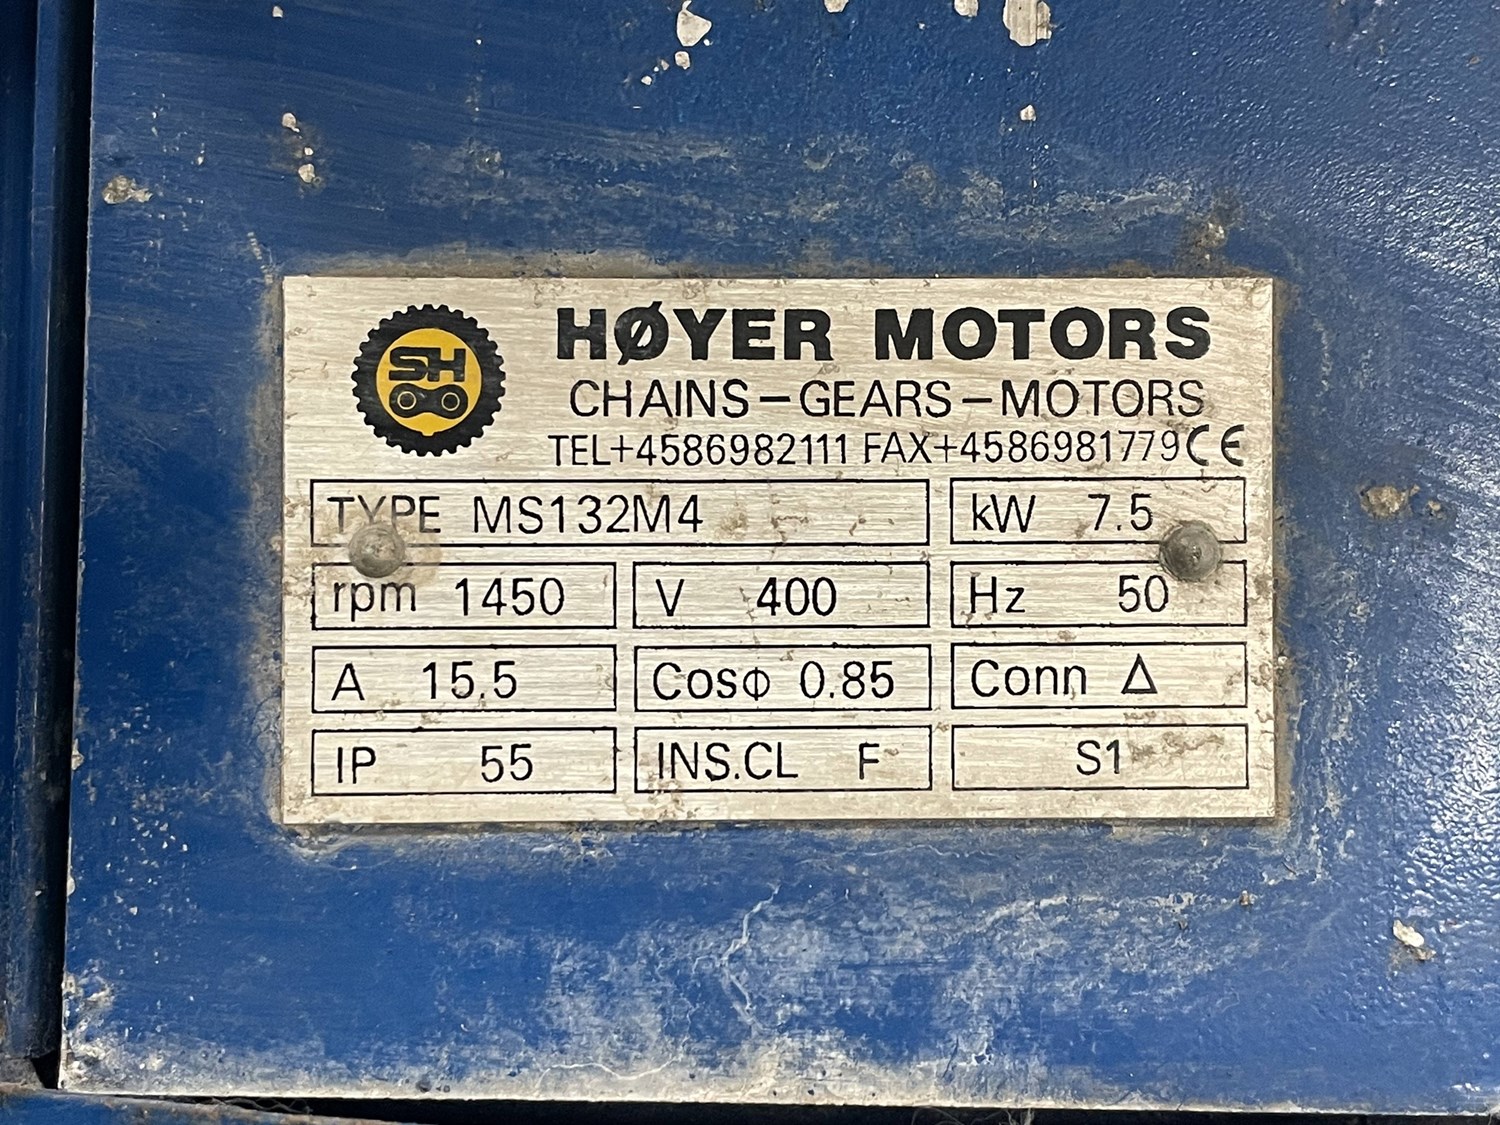 SH
HØYER MOTORS
CHAINS-GEARS-MOTORS
TEL+4586982111 FAX+4586981779 CE
TYPE MS132M4 kW 7.5
rpm 1450 V 400 Hz 50
A 15.5 CosΦ 0.85 Conn Δ
IP 55 INS.CL F S1